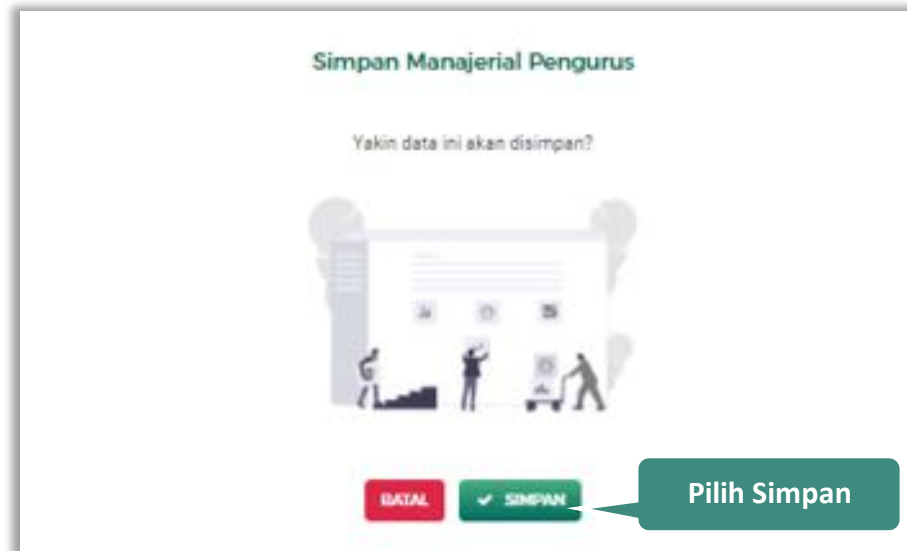 Simpan Manajerial Pengurus
Yakin data ini akan disimpan?
BATAL
SIMPAN
Pilih Simpan